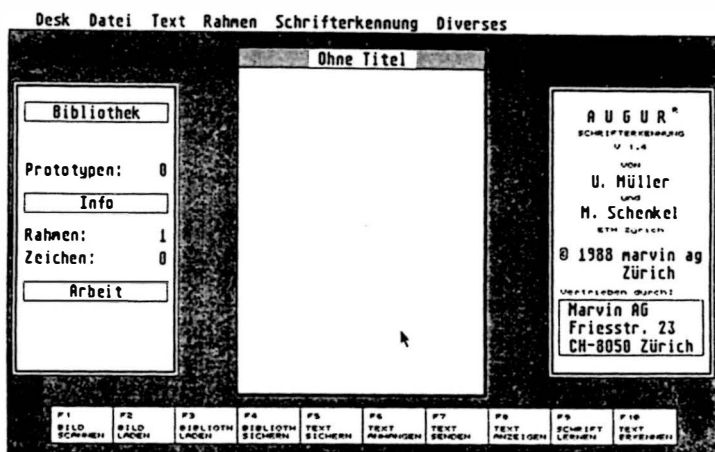 Desk Datei Text Rahmen Schrifterkennung Diverses
Ohne Titel
Bibliothek
Prototypen: 0
Info
Rahmen: 1
Zeichen: 0
Arbeit
AUGUR®
SCHRIFTERKENNUNG
V 1.4
VON
U. Müller
und
M. Schenkel
ETH Zürich
© 1988 marvin ag
Zürich
Vertrieben durch:
Marvin AG
Friesstr. 23
CH-8050 Zürich
F1 F2 F3 F4 F5 F6 F7 F8 F9 F10
BILD BILD BIBLIOTH BIBLIOTH TEXT TEXT TEXT TEXT SCHRIFT TEXT
SCANNEN LADEN LADEN SICHERN SICHERN ANHANGEN SENDEN ANZEIGEN LERNEN ERKENNEN